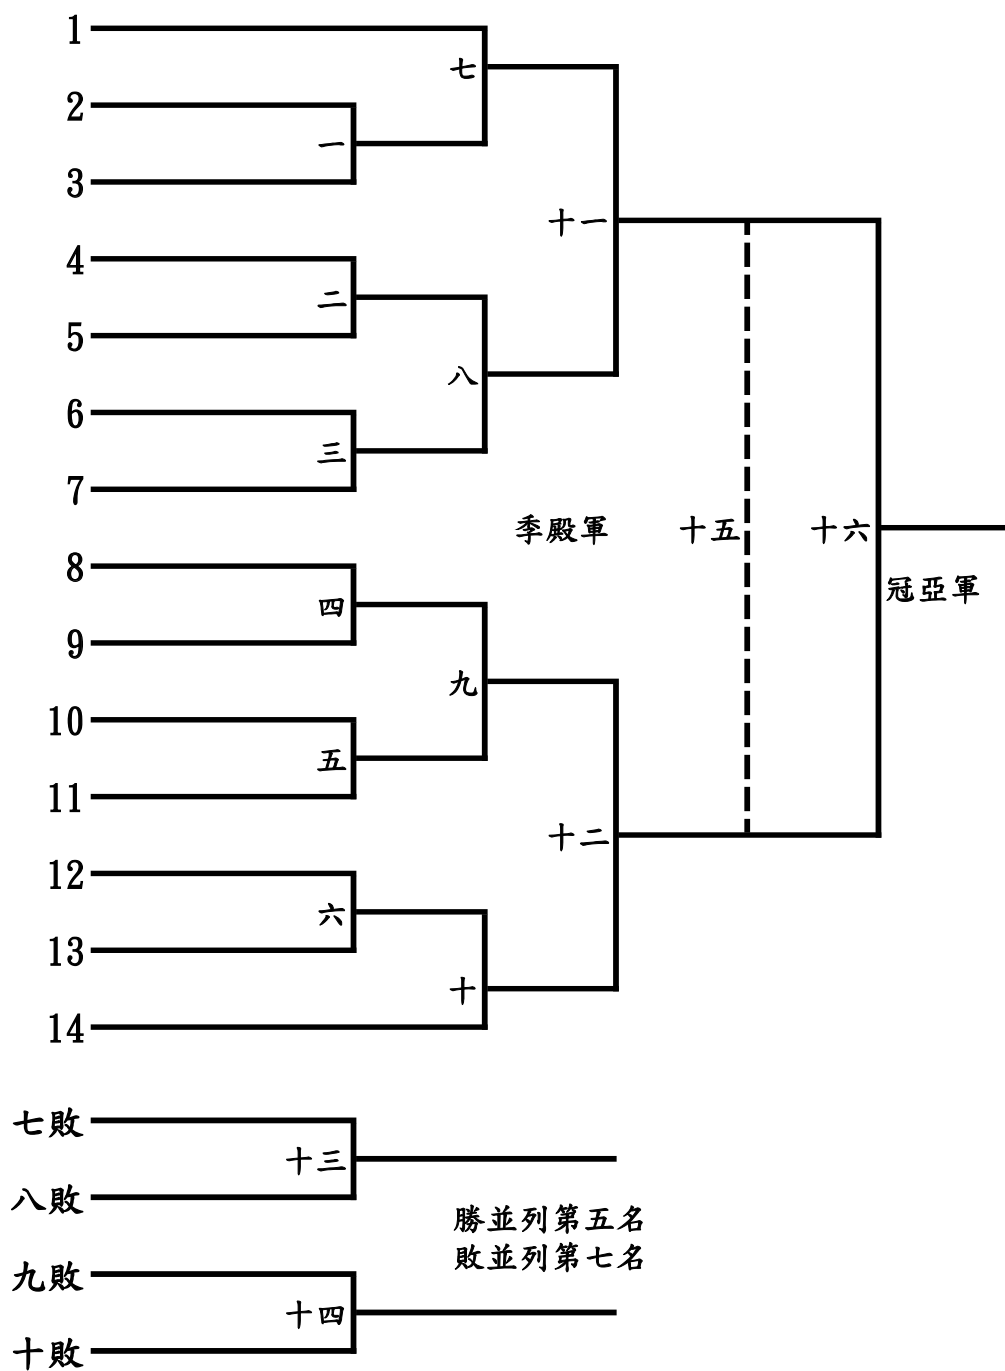 1
七
2
一
3
十一
4
二
5
八
6
三
7
季殿軍 十五 十六
8
冠亞軍
四
9
九
10
五
11
十二
12
六
13
十
14
七敗
十三
八敗
勝並列第五名
敗並列第七名
九敗
十四
十敗